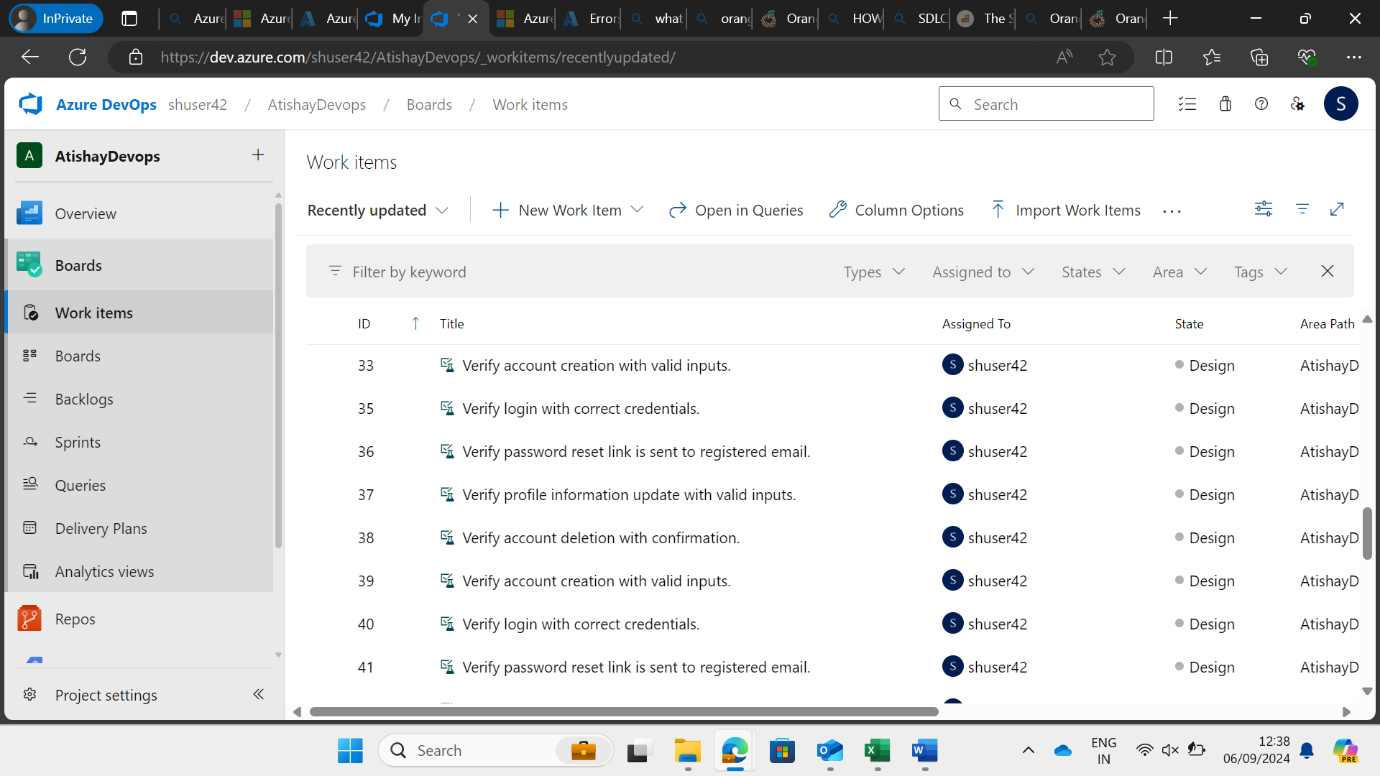 InPrivate Azure Azure Azure My In Azure Errors what orang Oran HOW SDLC The S Oran Oran
https://dev.azure.com/shuser42/AtishayDevops/_workitems/recentlyupdated/
Azure DevOps shuser42 / AtishayDevops / Boards / Work items Search S
A AtishayDevops
Overview
Boards
Work items
Boards
Backlogs
Sprints
Queries
Delivery Plans
Analytics views
Repos
Project settings
Work items
Recently updated New Work Item Open in Queries Column Options Import Work Items
Filter by keyword Types Assigned to States Area Tags
ID Title Assigned To State Area Path
33 Verify account creation with valid inputs. S shuser42 Design AtishayD
35 Verify login with correct credentials. S shuser42 Design AtishayD
36 Verify password reset link is sent to registered email. S shuser42 Design AtishayD
37 Verify profile information update with valid inputs. S shuser42 Design AtishayD
38 Verify account deletion with confirmation. S shuser42 Design AtishayD
39 Verify account creation with valid inputs. S shuser42 Design AtishayD
40 Verify login with correct credentials. S shuser42 Design AtishayD
41 Verify password reset link is sent to registered email. S shuser42 Design AtishayD
Search
ENG
IN
12:38
06/09/2024
PRE